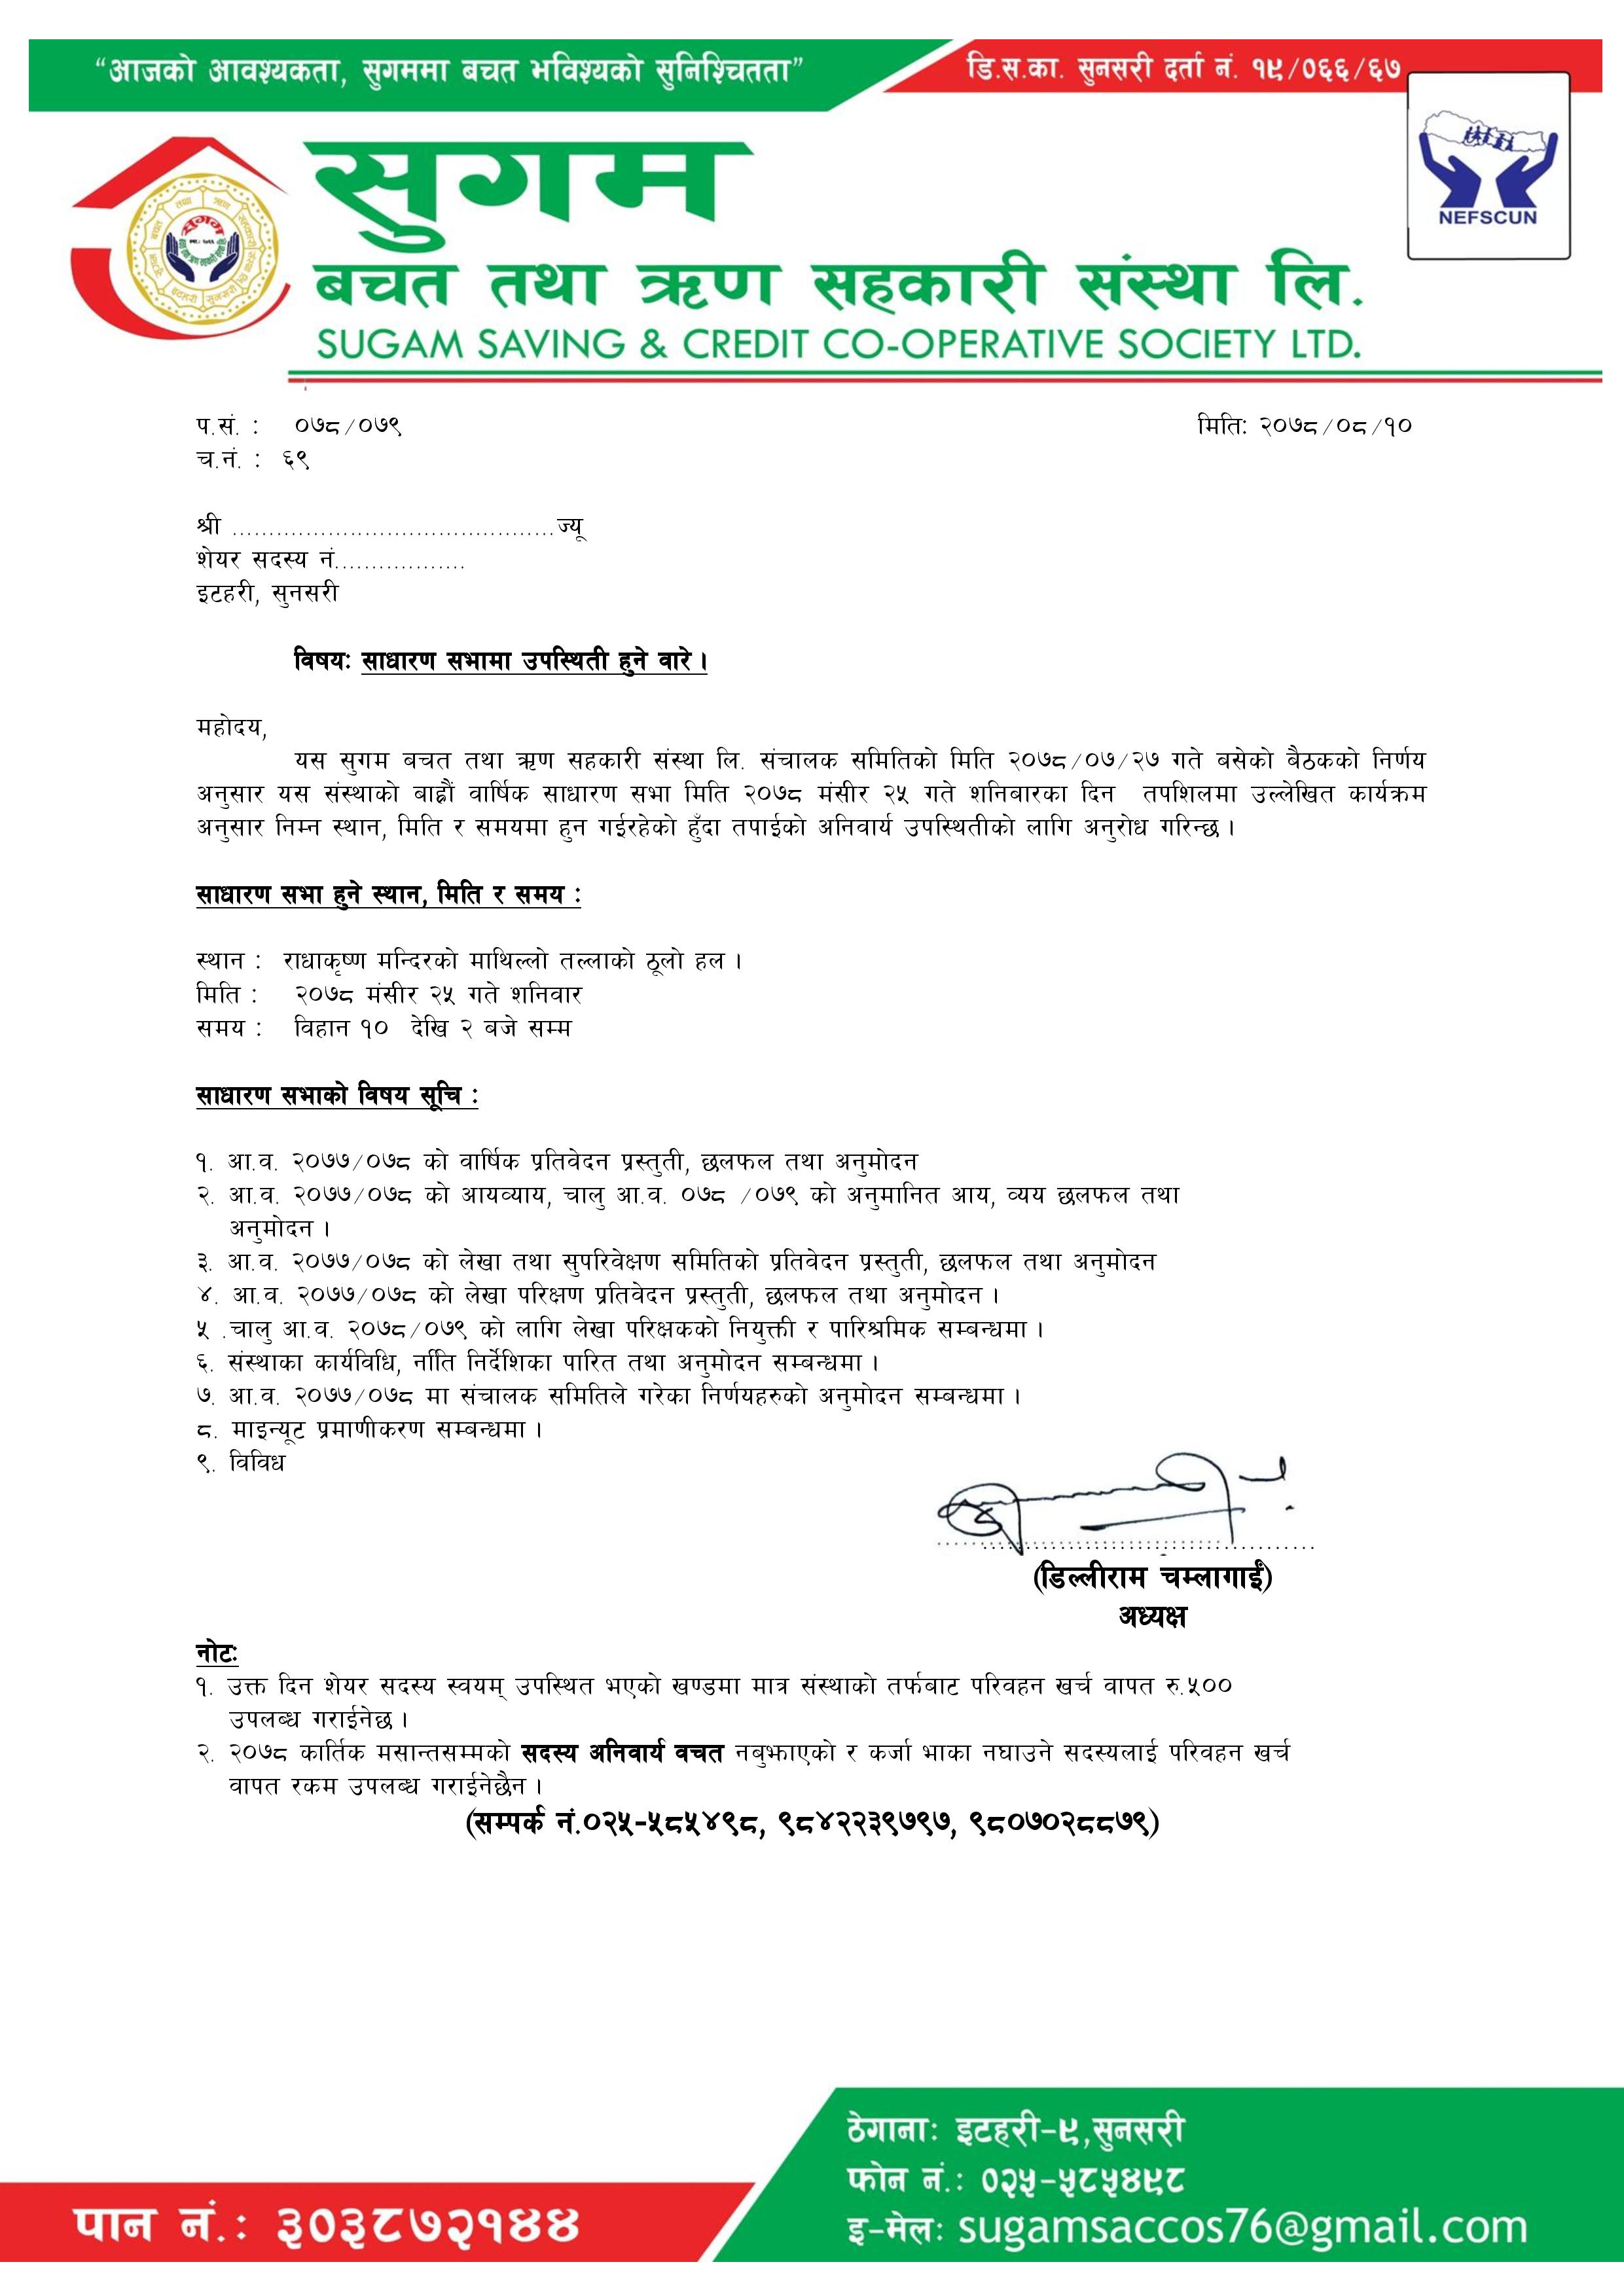 “आजको आवश्यकता, सुगममा बचत भविश्यको सुनिश्चितता”
डि.स.का. सुनसरी दर्ता नं. १९/०६६/६७
NEFSCUN
सुगम
बचत तथा ऋण सहकारी संस्था लि.
SUGAM SAVING & CREDIT CO-OPERATIVE SOCIETY LTD.
प.सं. : ०७८/०७९
मिति: २०७८/०८/१०
च.नं. : ६९
श्री ............................................ज्यू
शेयर सदस्य नं..................
इटहरी, सुनसरी
विषय: साधारण सभामा उपस्थिती हुने वारे ।
महोदय,
यस सुगम बचत तथा ऋण सहकारी संस्था लि. संचालक समितिको मिति २०७८/०७/२७ गते बसेको बैठकको निर्णय
अनुसार यस संस्थाको बाह्रौं वार्षिक साधारण सभा मिति २०७८ मंसीर २५ गते शनिबारका दिन तपशिलमा उल्लेखित कार्यक्रम
अनुसार निम्न स्थान, मिति र समयमा हुन गईरहेको हुँदा तपाईको अनिवार्य उपस्थितीको लागि अनुरोध गरिन्छ ।
साधारण सभा हुने स्थान, मिति र समय :
स्थान : राधाकृष्ण मन्दिरको माथिल्लो तल्लाको ठूलो हल ।
मिति : २०७८ मंसीर २५ गते शनिवार
समय : विहान १० देखि २ बजे सम्म
साधारण सभाको विषय सूचि :
१. आ.व. २०७७/०७८ को वार्षिक प्रतिवेदन प्रस्तुती, छलफल तथा अनुमोदन
२. आ.व. २०७७/०७८ को आयव्याय, चालु आ.व. ०७८ /०७९ को अनुमानित आय, व्यय छलफल तथा
अनुमोदन ।
३. आ.व. २०७७/०७८ को लेखा तथा सुपरिवेक्षण समितिको प्रतिवेदन प्रस्तुती, छलफल तथा अनुमोदन
४. आ.व. २०७७/०७८ को लेखा परिक्षण प्रतिवेदन प्रस्तुती, छलफल तथा अनुमोदन ।
५ .चालु आ.व. २०७८/०७९ को लागि लेखा परिक्षकको नियुक्ती र पारिश्रमिक सम्बन्धमा ।
६. संस्थाका कार्यविधि, नीति निर्देशिका पारित तथा अनुमोदन सम्बन्धमा ।
७. आ.व. २०७७/०७८ मा संचालक समितिले गरेका निर्णयहरुको अनुमोदन सम्बन्धमा ।
८. माइन्यूट प्रमाणीकरण सम्बन्धमा ।
९. विविध
(डिल्लीराम चम्लागाईं)
अध्यक्ष
नोटः
१. उक्त दिन शेयर सदस्य स्वयम् उपस्थित भएको खण्डमा मात्र संस्थाको तर्फबाट परिवहन खर्च वापत रु.५००
उपलब्ध गराईनेछ ।
२. २०७८ कार्तिक मसान्तसम्मको सदस्य अनिवार्य वचत नबुझाएको र कर्जा भाका नघाउने सदस्यलाई परिवहन खर्च
वापत रकम उपलब्ध गराईनेछैन ।
(सम्पर्क नं.०२५-५८५४९८, ९८४२२३९७९७, ९८०७०२८८७९)
ठेगानाः इटहरी-९,सुनसरी
फोन नं.: ०२५-५८५४९८
पान नं.: ३०३८७२१४४
इ-मेलः sugamsaccos76@gmail.com